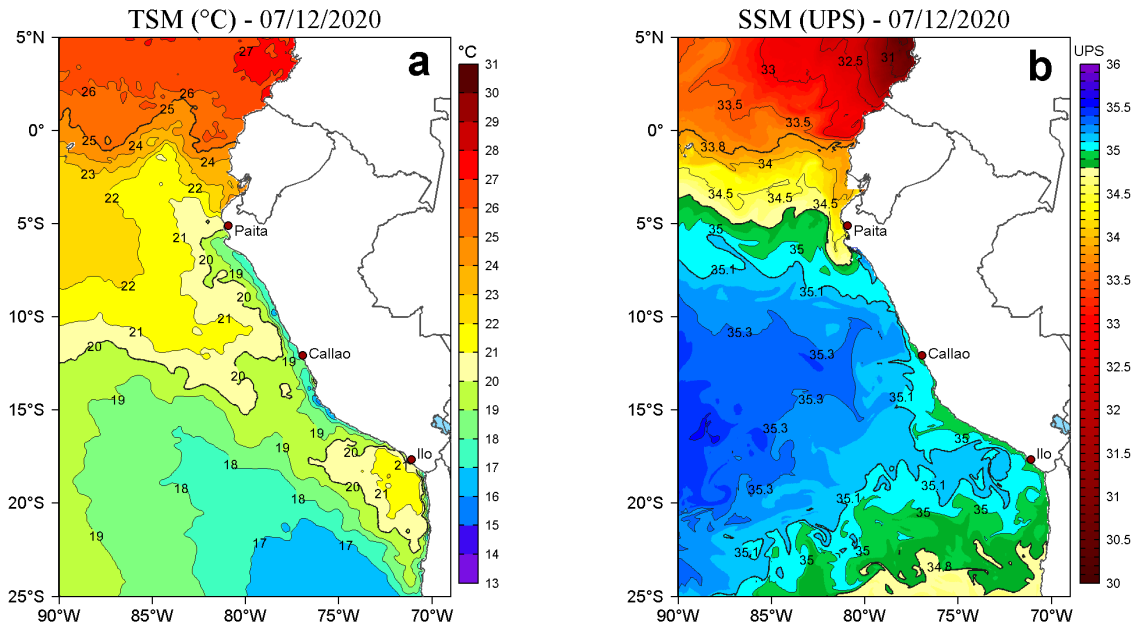 TSM (°C) - 07/12/2020
5°N
0°
5°S
10°S
15°S
20°S
25°S
90°W
85°W
80°W
75°W
70°W
a
°C
31
30
29
28
27
26
25
24
23
22
21
20
19
18
17
16
15
14
13
27
26
26
25
25
24
24
23
22
22
Paita
21
20
19
22
20
21
21
20
Callao
19
20
19
19
20
Ilo
21
19
18
18
20
21
18
19
17
17
SSM (UPS) - 07/12/2020
5°N
0°
5°S
10°S
15°S
20°S
25°S
90°W
85°W
80°W
75°W
70°W
b
UPS
36
35.5
35
34.5
34
33.5
33
32.5
32
31.5
31
30.5
30
31
32.5
33
33.5
33.5
33.8
34
34.5
34.5
34.5
Paita
35
35
35.1
35.1
35.3
35.3
Callao
35.3
35.1
35.3
35
Ilo
35.3
35.1
35.1
35
35
35.1
35
34.8